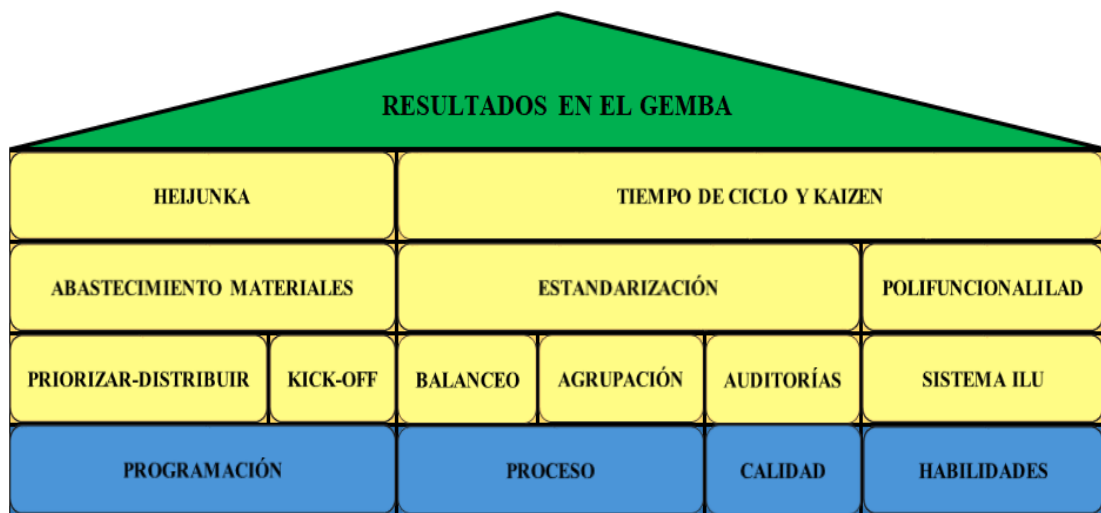 RESULTADOS EN EL GEMBA
HEIJUNKA
TIEMPO DE CICLO Y KAIZEN
ABASTECIMIENTO MATERIALES
ESTANDARIZACIÓN
POLIFUNCIONALILAD
PRIORIZAR-DISTRIBUIR
KICK-OFF
BALANCEO
AGRUPACIÓN
AUDITORÍAS
SISTEMA ILU
PROGRAMACIÓN
PROCESO
CALIDAD
HABILIDADES